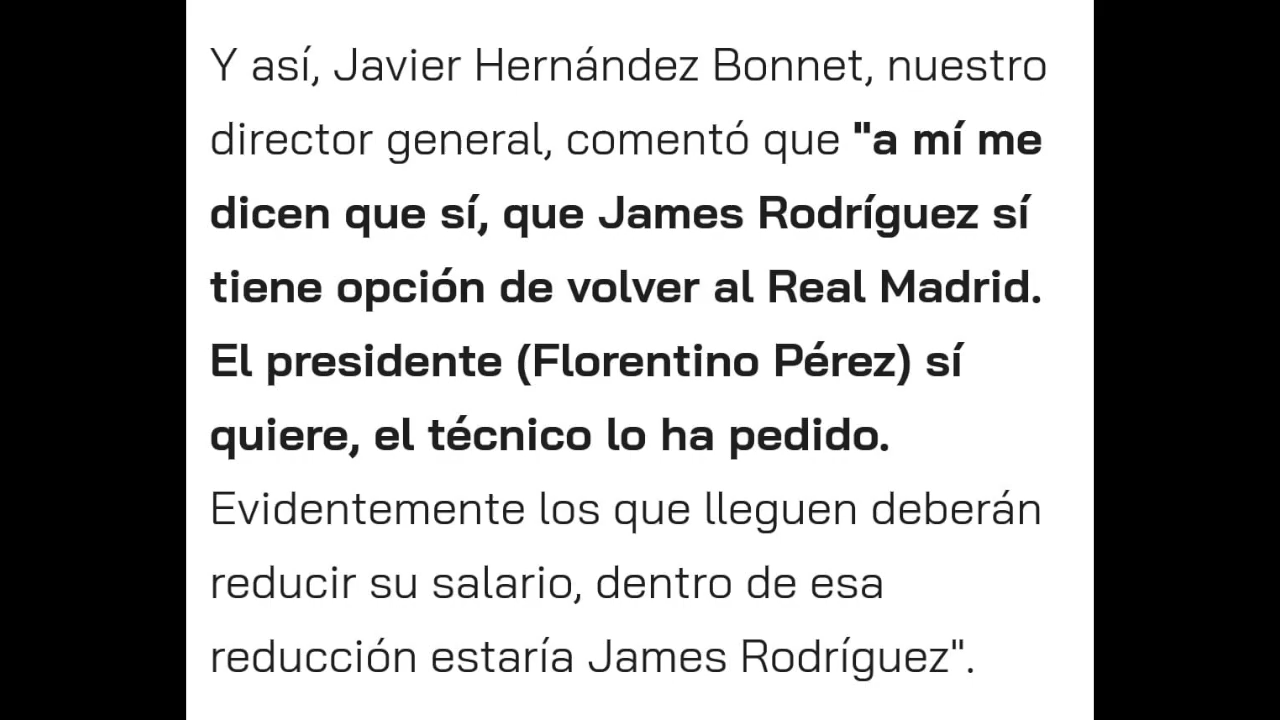 Y así, Javier Hernández Bonnet, nuestro
director general, comentó que "a mí me
dicen que sí, que James Rodríguez sí
tiene opción de volver al Real Madrid.
El presidente (Florentino Pérez) sí
quiere, el técnico lo ha pedido.
Evidentemente los que lleguen deberán
reducir su salario, dentro de esa
reducción estaría James Rodríguez".